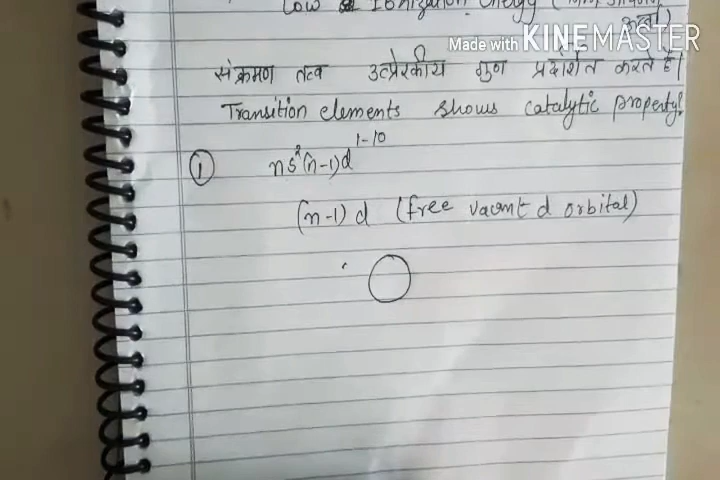 Low Ionization energy (
Made with KINEMASTER
संक्रमण तत्व उत्प्रेरकीय गुण प्रदर्शित करते है।
Transition elements shows catalytic property?
① ns²(n-1)d¹⁻¹⁰
(n-1) d (free vacant d orbital)